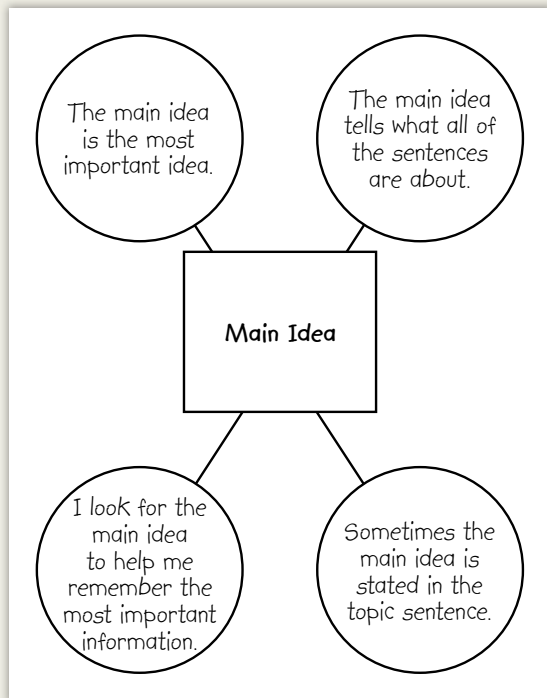 The main idea
is the most
important idea.
The main idea
tells what all of
the sentences
are about.
Main Idea
I look for the
main idea
to help me
remember the
most important
information.
Sometimes the
main idea is
stated in the
topic sentence.